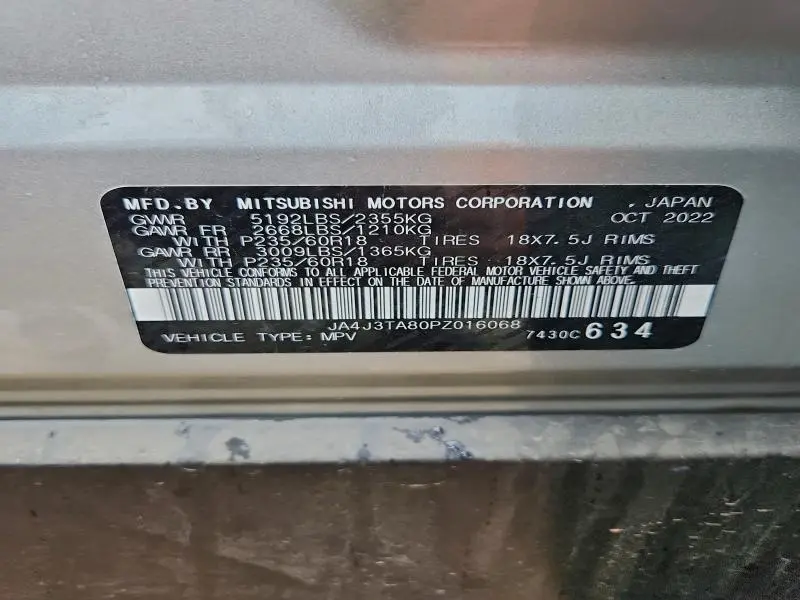 MFD.BY MITSUBISHI MOTORS CORPORATION , JAPAN
GVWR 5192LBS/2355KG OCT 2022
GAWR FR 2668LBS/1210KG
WITH P235/60R18 TIRES 18X7.5J RIMS
GAWR RR 3009LBS/1365KG
WITH P235/60R18 TIRES 18X7.5J RIMS
THIS VEHICLE CONFORMS TO ALL APPLICABLE FEDERAL MOTOR VEHICLE SAFETY AND THEFT
PREVENTION STANDARDS IN EFFECT ON THE DATE OF MANUFACTURE SHOWN ABOVE.
JA4J3TA80PZ016068
VEHICLE TYPE: MPV 7430C 634